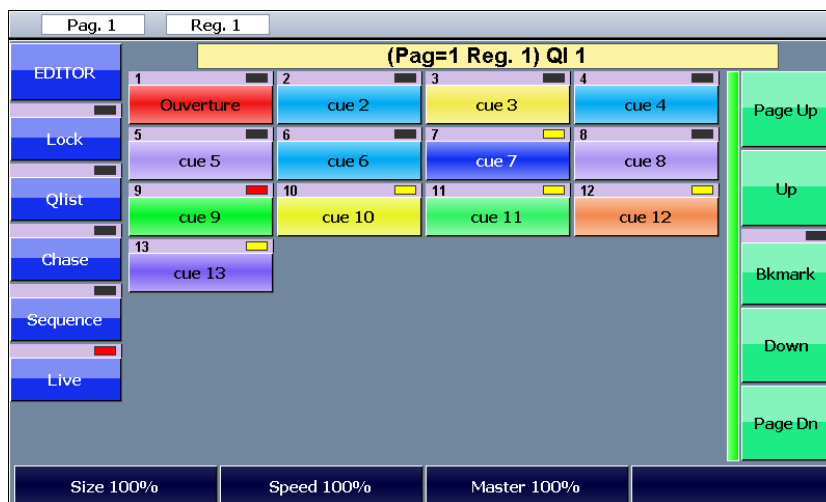 Pag. 1 Reg. 1
(Pag=1 Reg. 1) Ql 1
EDITOR
Lock
Qlist
Chase
Sequence
Live
1 2 3 4
Ouverture cue 2 cue 3 cue 4
5 6 7 8
cue 5 cue 6 cue 7 cue 8
9 10 11 12
cue 9 cue 10 cue 11 cue 12
13
cue 13
Page Up
Up
Bkmark
Down
Page Dn
Size 100% Speed 100% Master 100%